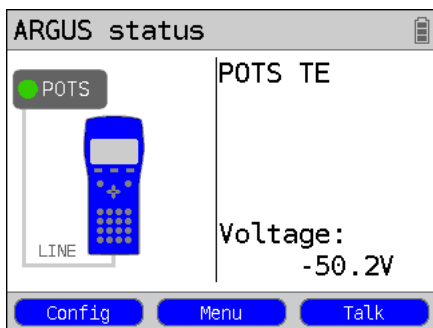 ARGUS status
POTS
POTS TE
LINE
Voltage:
-50.2V
Config
Menu
Talk